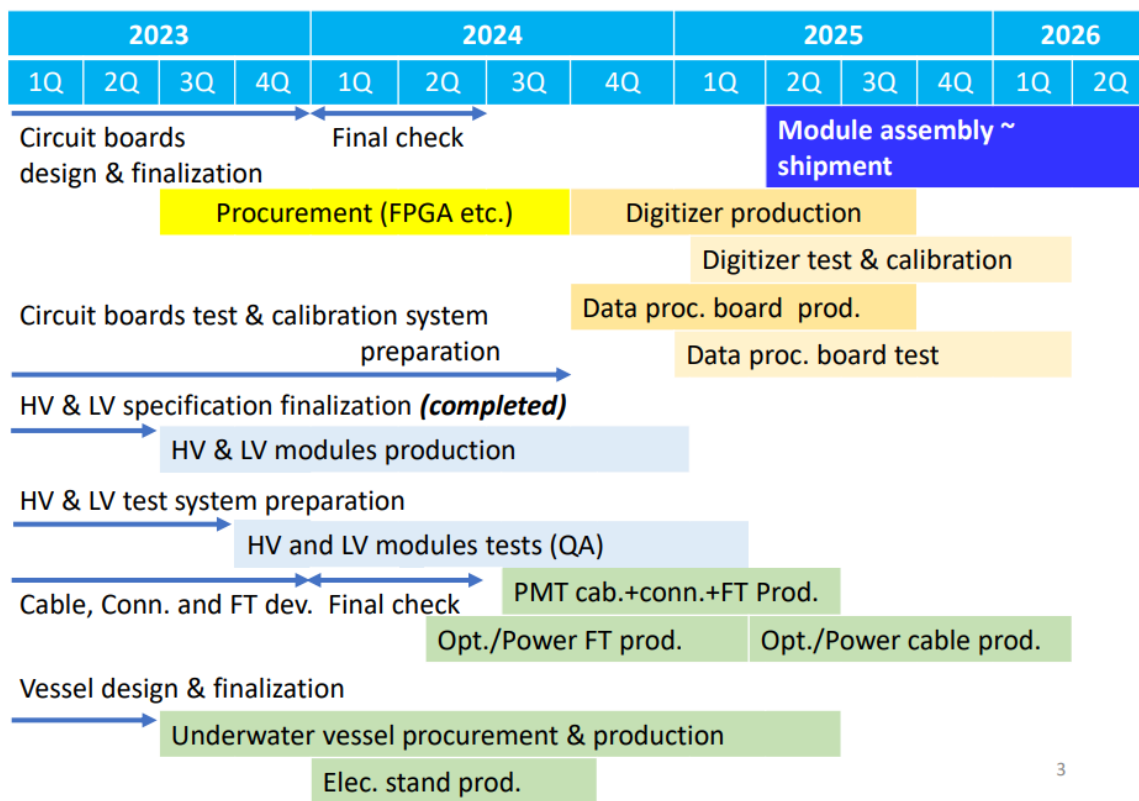 2023 2024 2025 2026
1Q 2Q 3Q 4Q 1Q 2Q 3Q 4Q 1Q 2Q 3Q 4Q 1Q 2Q
Circuit boards
design & finalization
Final check
Module assembly ~
shipment
Procurement (FPGA etc.)
Digitizer production
Digitizer test & calibration
Circuit boards test & calibration system
preparation
Data proc. board prod.
Data proc. board test
HV & LV specification finalization (completed)
HV & LV modules production
HV & LV test system preparation
HV and LV modules tests (QA)
Cable, Conn. and FT dev. Final check
PMT cab.+conn.+FT Prod.
Opt./Power FT prod.
Opt./Power cable prod.
Vessel design & finalization
Underwater vessel procurement & production
Elec. stand prod.
3